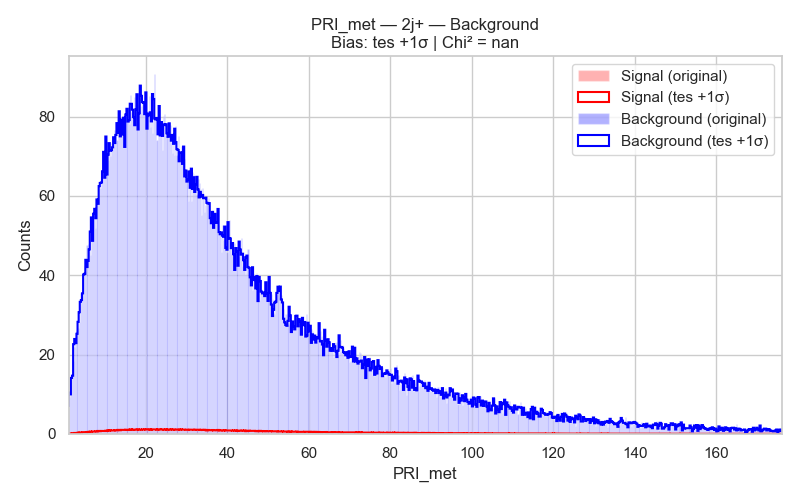 PRI_met — 2j+ — Background
Bias: tes +1σ | Chi² = nan
Signal (original)
Signal (tes +1σ)
Background (original)
Background (tes +1σ)
Counts
80
60
40
20
0
20
40
60
80
100
120
140
160
PRI_met